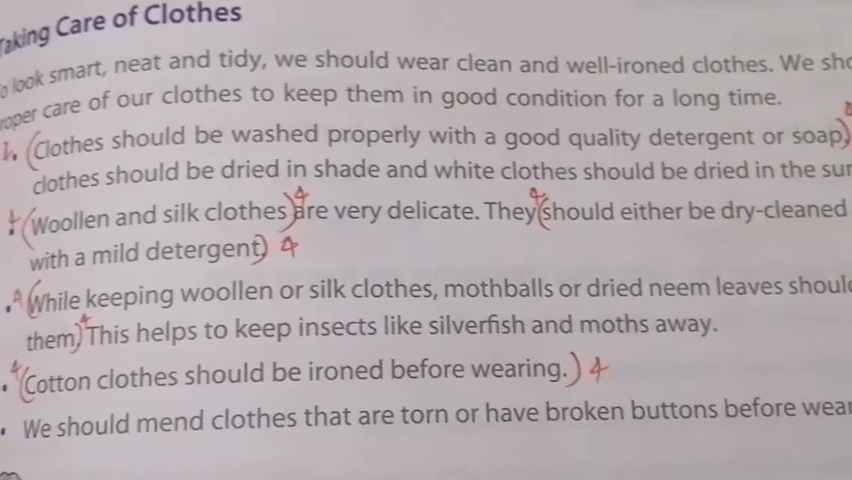 Taking Care of Clothes
To look smart, neat and tidy, we should wear clean and well-ironed clothes. We
care of our clothes to keep them in good condition for a long time.
1. (Clothes should be washed properly with a good quality detergent or soap)
clothes should be dried in shade and white clothes should be dried in the
(Woollen and silk clothes) 4 are very delicate. They 4 (should either be dry-cleaned
with a mild detergent) 4
(While keeping woollen or silk clothes, mothballs or dried neem leaves
them) 4 This helps to keep insects like silverfish and moths away.
4 (Cotton clothes should be ironed before wearing.) 4
We should mend clothes that are torn or have broken buttons before